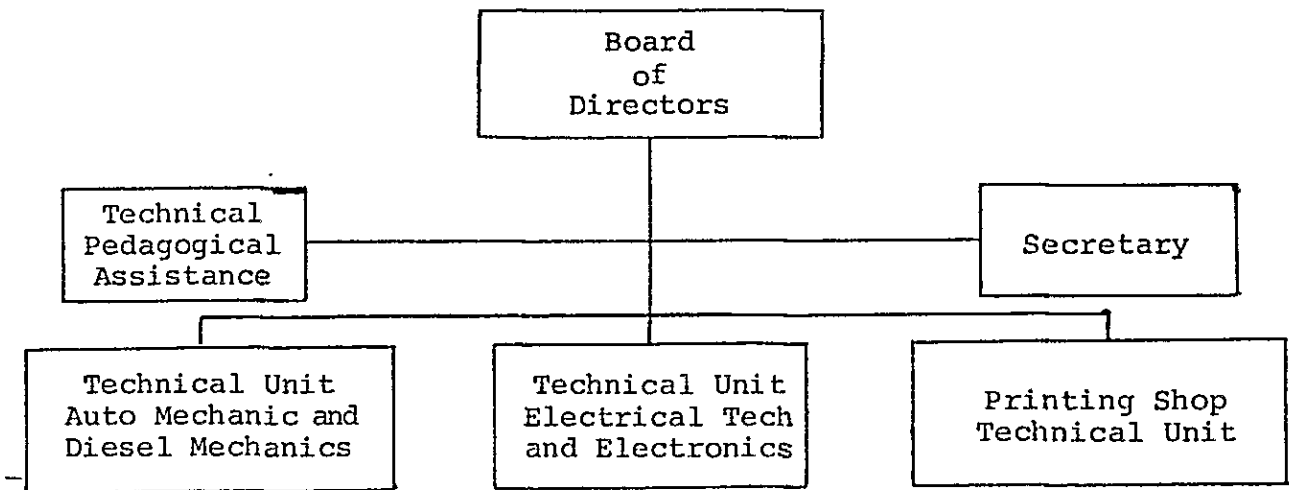 Board
of
Directors
Technical
Pedagogical
Assistance
Secretary
Technical Unit
Auto Mechanic and
Diesel Mechanics
Technical Unit
Electrical Tech
and Electronics
Printing Shop
Technical Unit